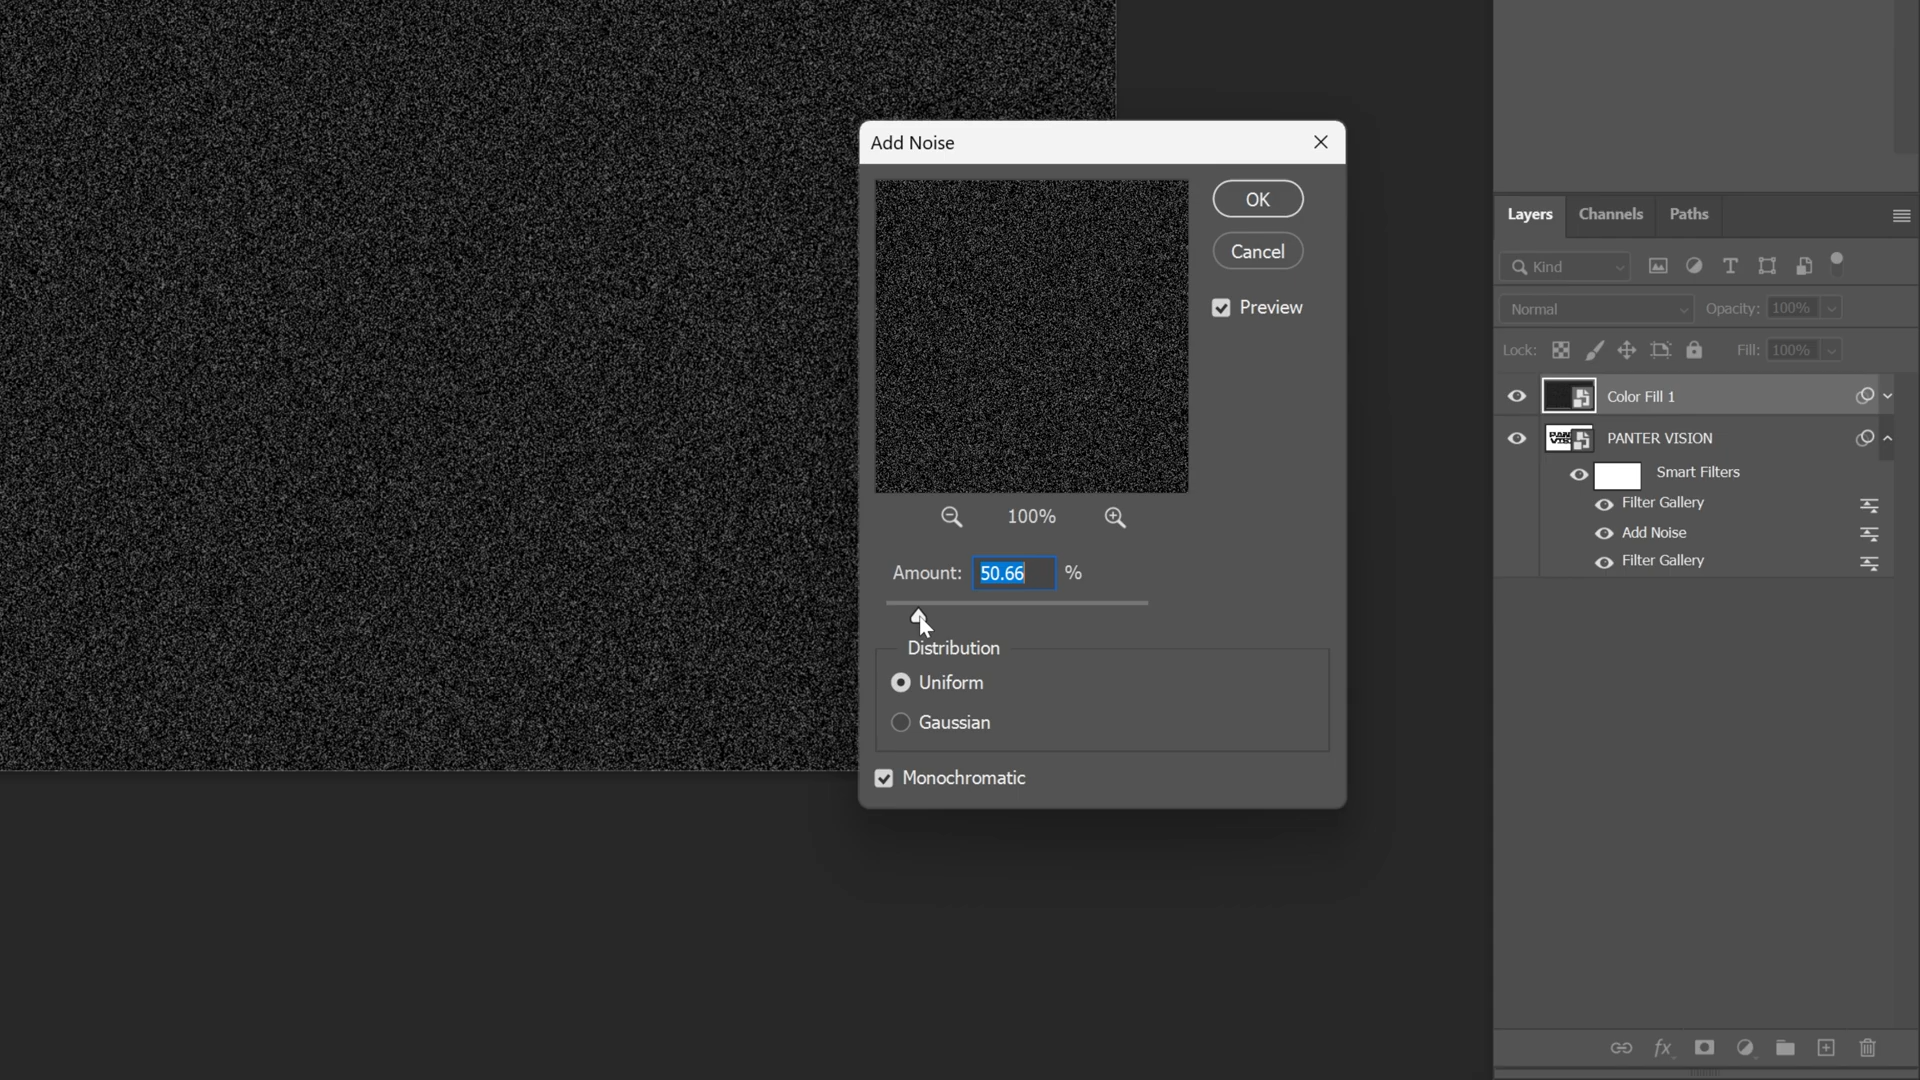 Add Noise
OK
Cancel
Preview
100%
Amount: 50.66 %
Distribution
Uniform
Gaussian
Monochromatic
Layers Channels Paths
Kind
Normal Opacity: 100%
Lock: Fill: 100%
Color Fill 1
PANTER VISION
Smart Filters
Filter Gallery
Add Noise
Filter Gallery
fx